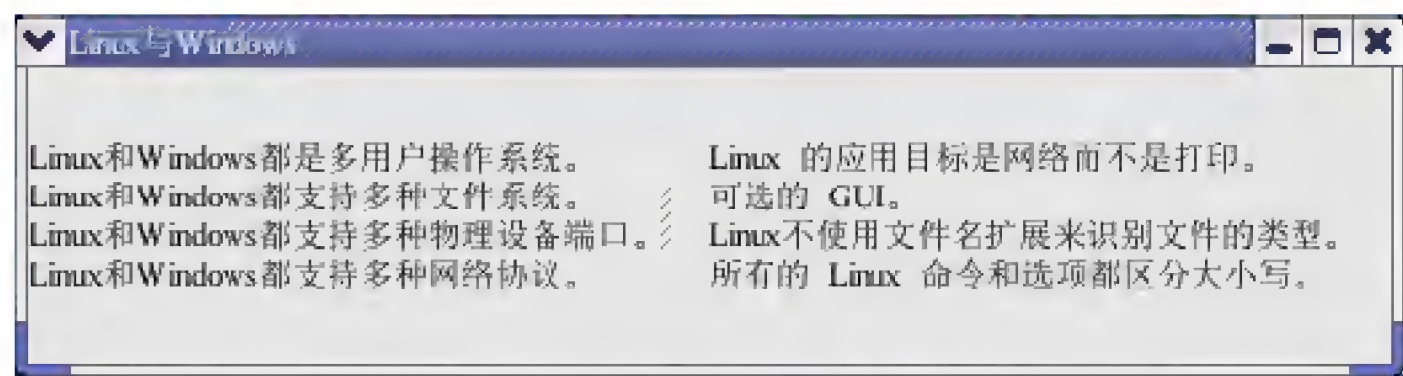 Linux与Windows
Linux和Windows都是多用户操作系统。
Linux和Windows都支持多种文件系统。
Linux和Windows都支持多种物理设备端口。
Linux和Windows都支持多种网络协议。
Linux 的应用目标是网络而不是打印。
可选的 GUI。
Linux不使用文件名扩展来识别文件的类型。
所有的 Linux 命令和选项都区分大小写。